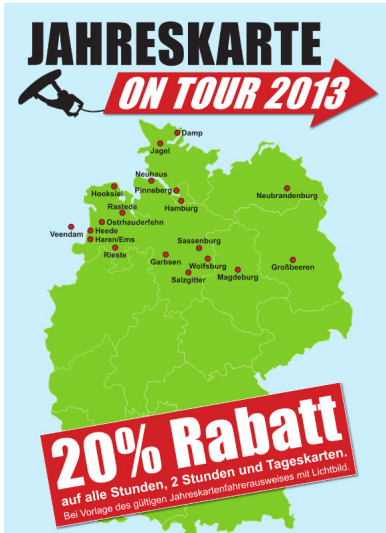 JAHRESKARTE
ON TOUR 2013
Damp
Jagel
Neuhaus
Pinneberg
Hooksiel
Hamburg
Neubrandenburg
Rastede
Ostrhauderfehn
Veendam
Heede
Haren/Ems
Rieste
Sassenburg
Garbsen
Wolfsburg
Großbeeren
Salzgitter
Magdeburg
20% Rabatt
auf alle Stunden, 2 Stunden und Tageskarten.
Bei Vorlage des gültigen Jahreskartenfahrerausweises mit Lichtbild.